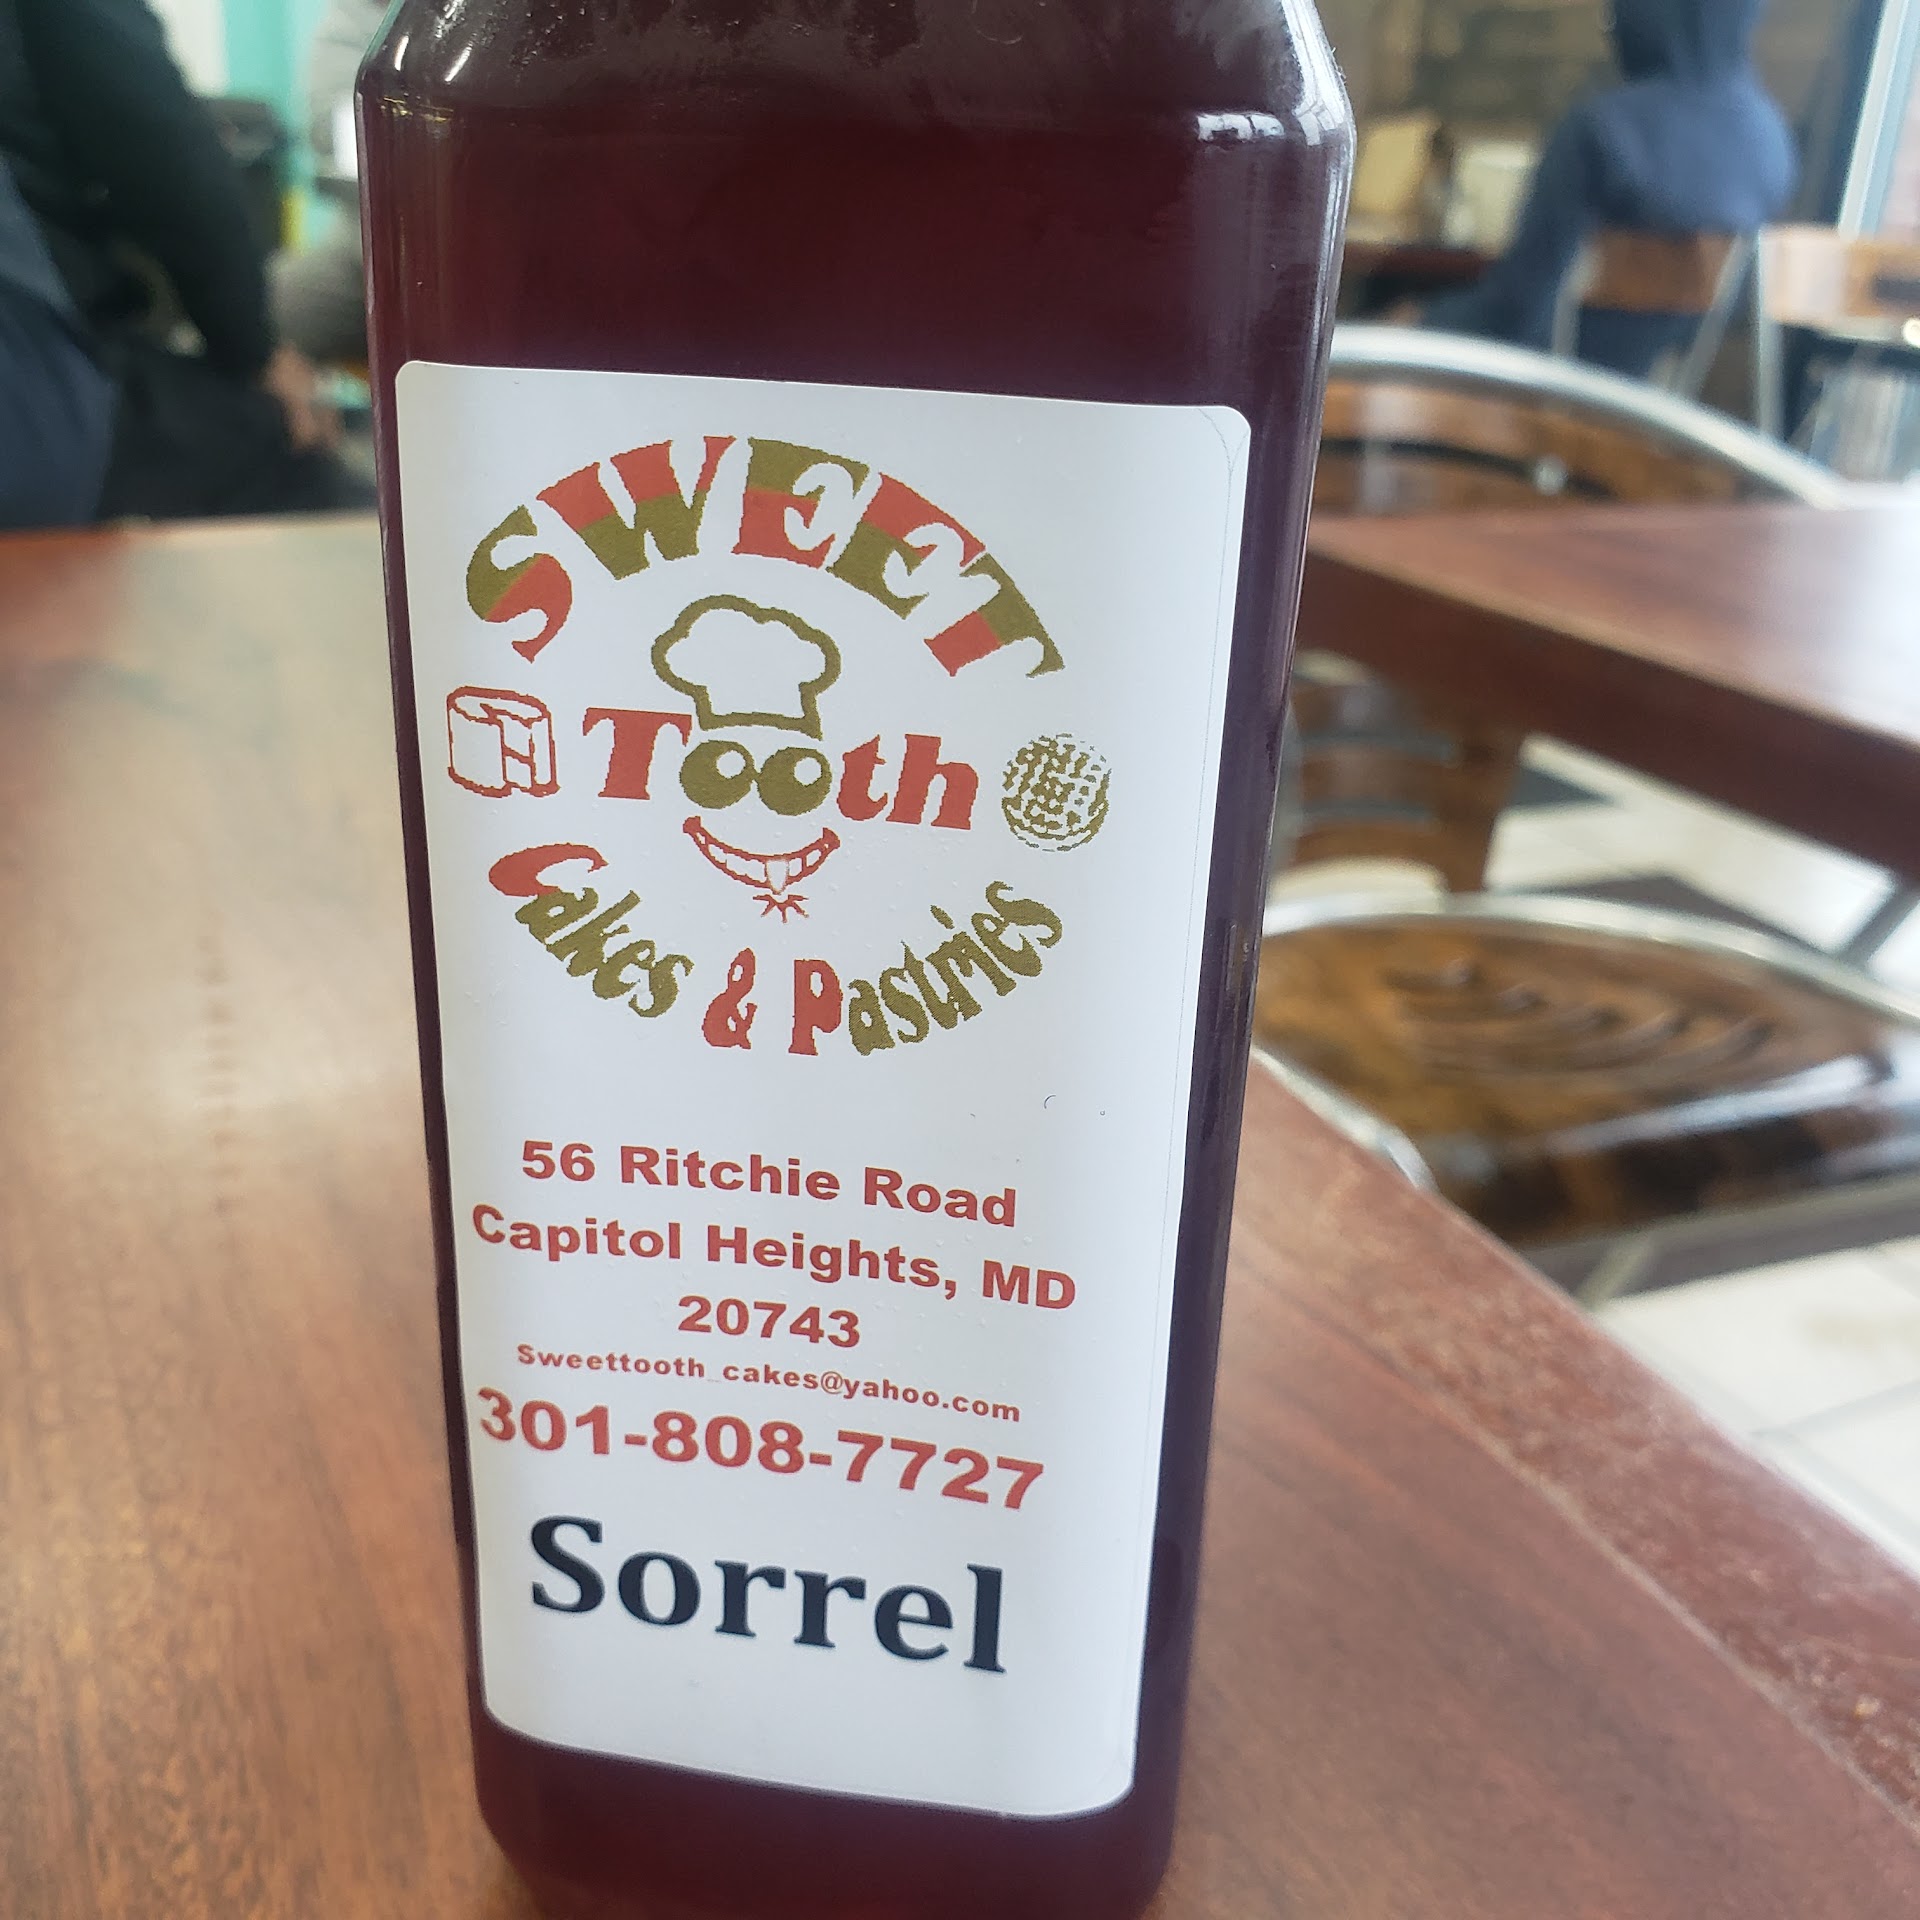 SWEET
Tooth
Cakes & Pastries
56 Ritchie Road
Capitol Heights, MD
20743
Sweettooth_cakes@yahoo.com
301-808-7727
Sorrel